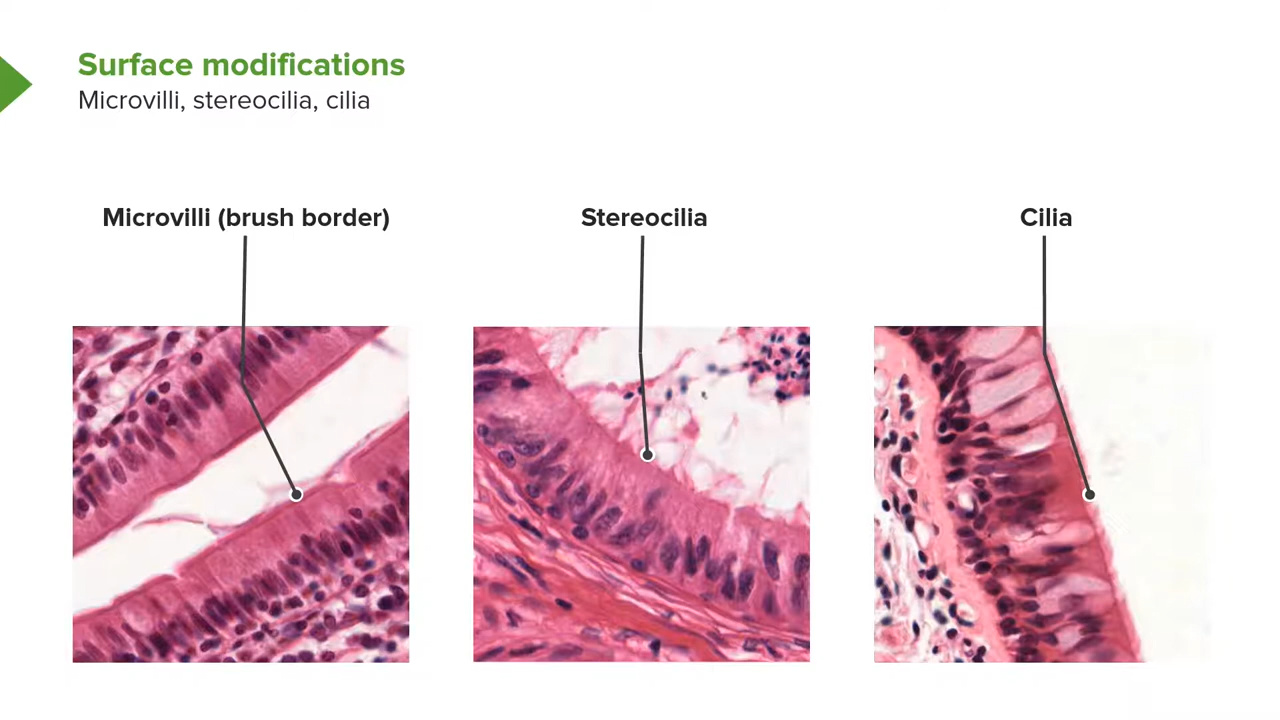 Surface modifications
Microvilli, stereocilia, cilia
Microvilli (brush border)
Stereocilia
Cilia